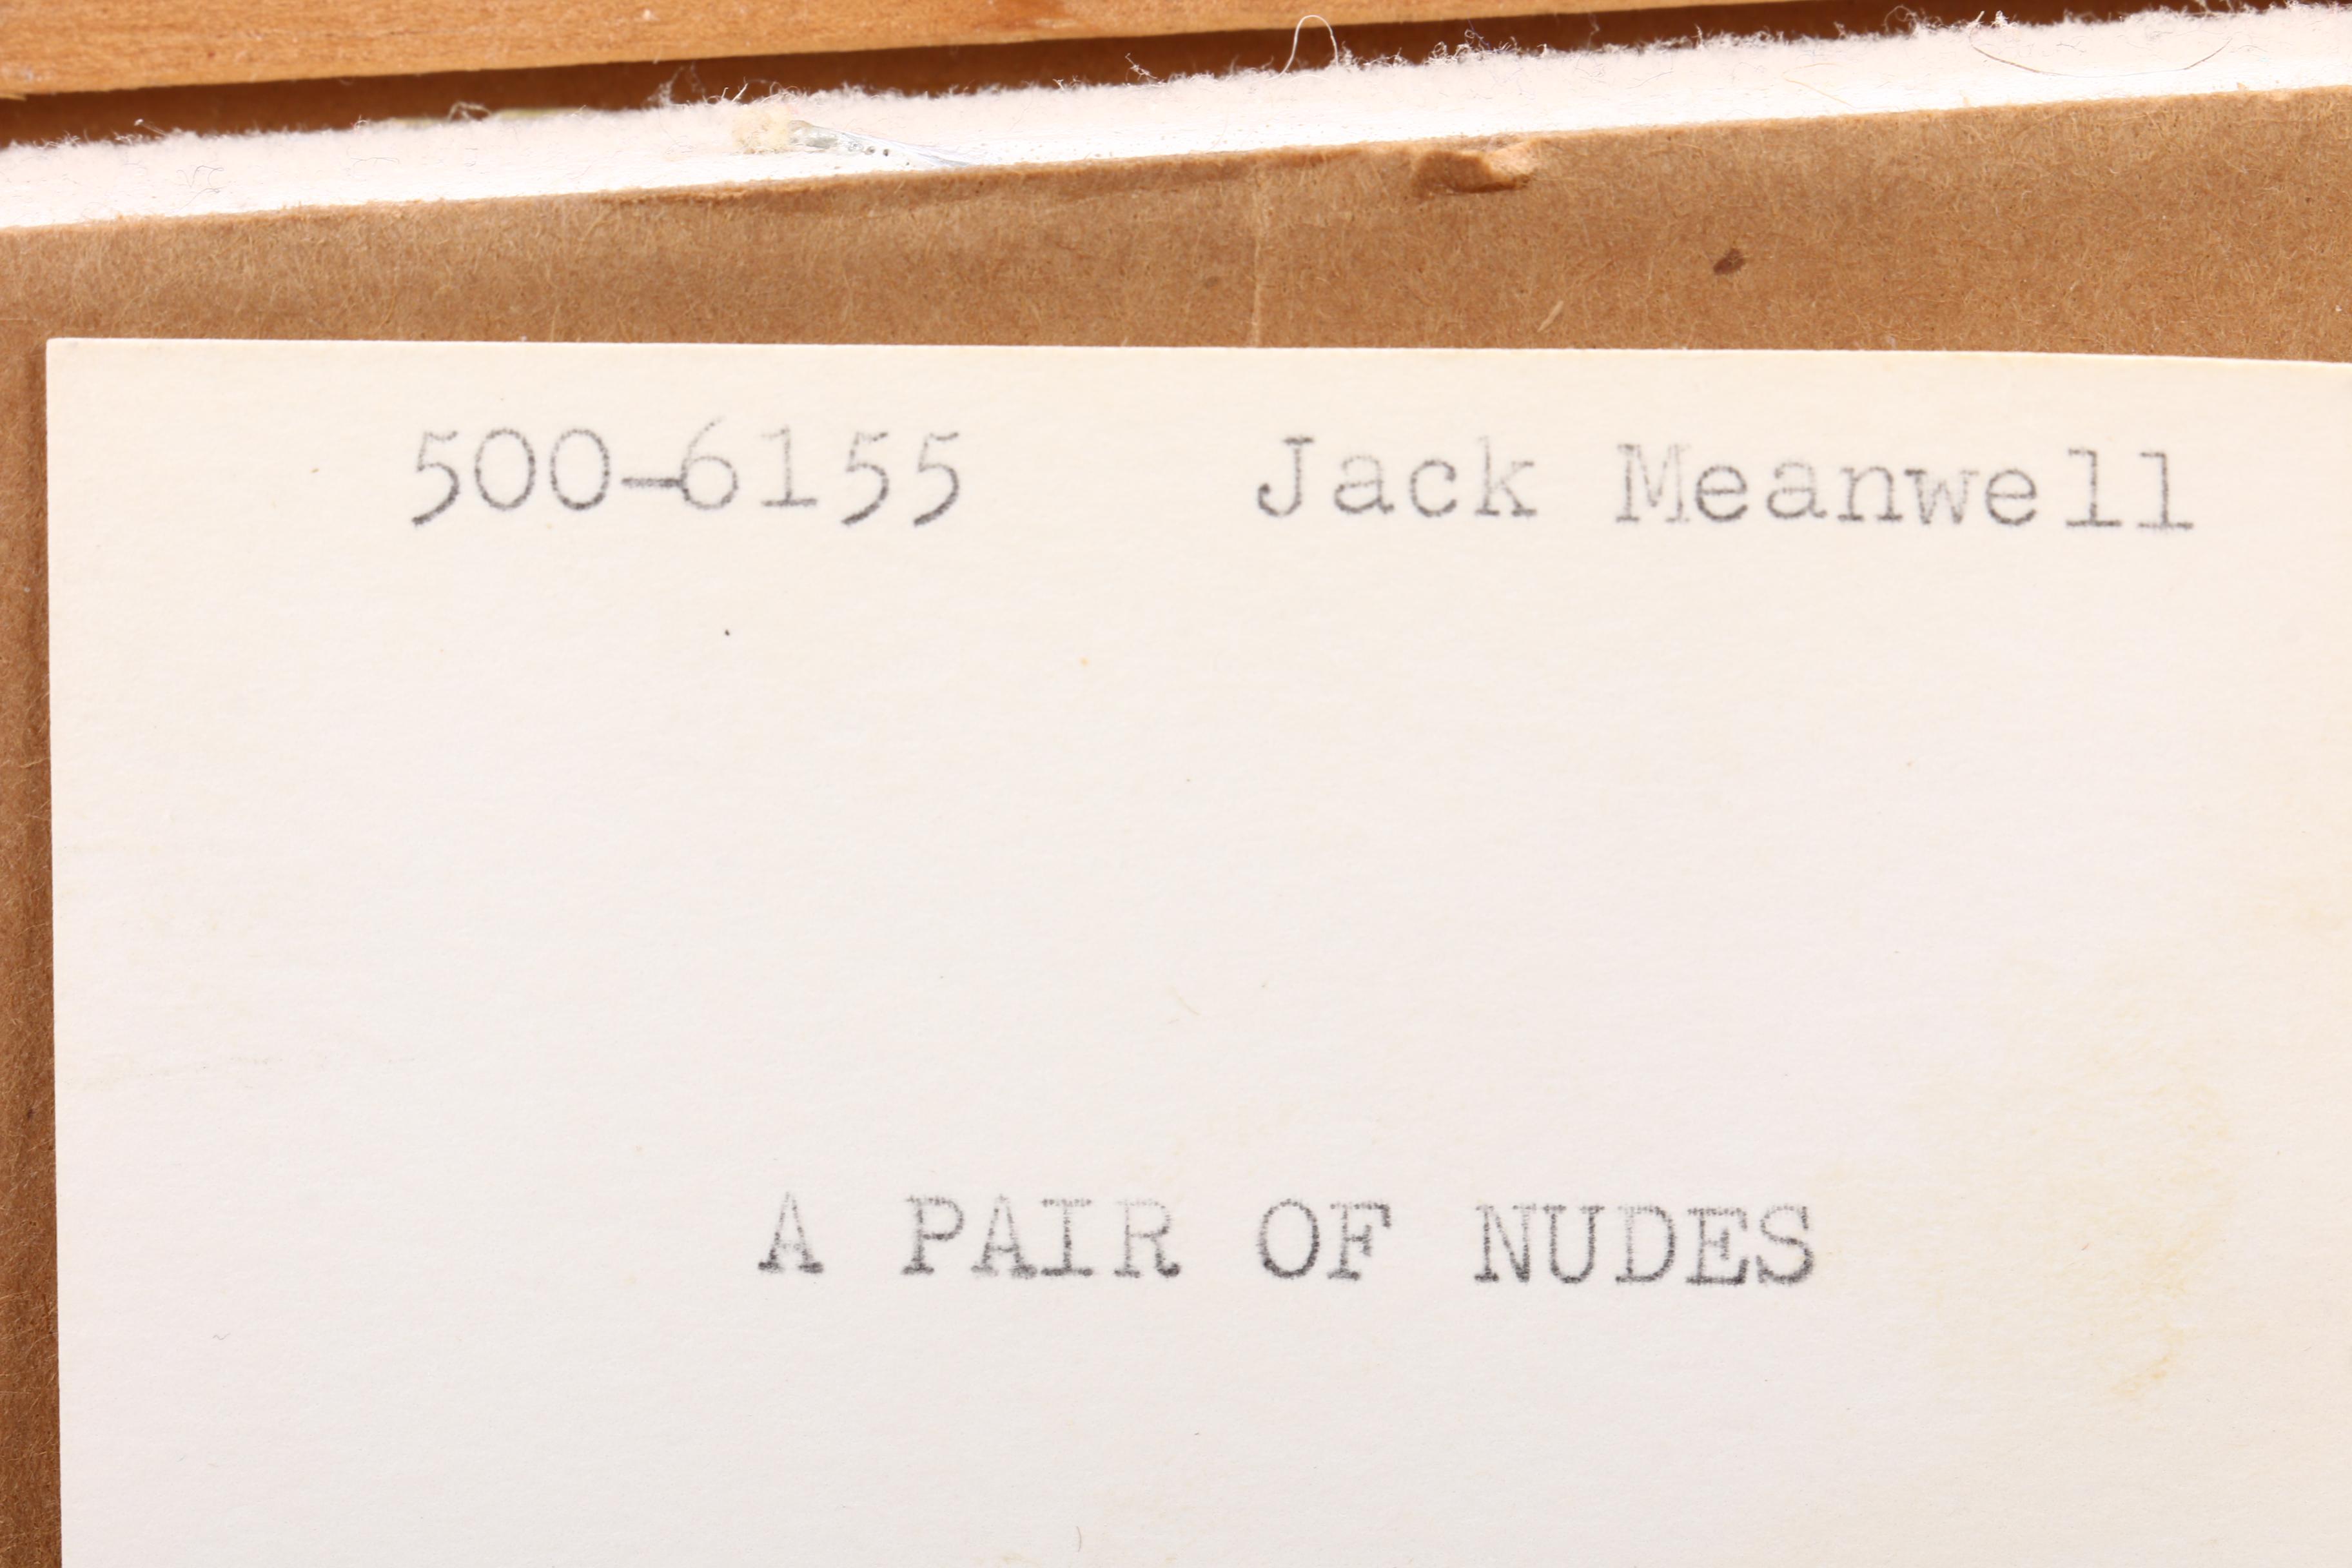 500-6155 Jack Meanwell
A PAIR OF NUDES